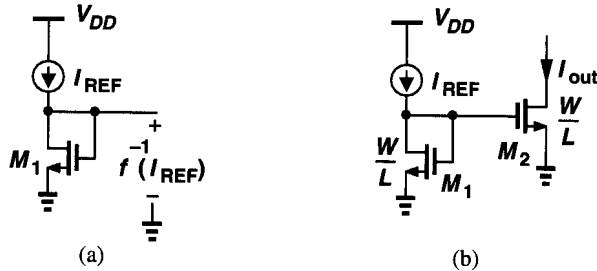 V_DD
I_REF
+
M_1
f^{-1}(I_REF)
−
(a)
V_DD
I_REF
I_out
W/L
M_1
M_2
W/L
(b)